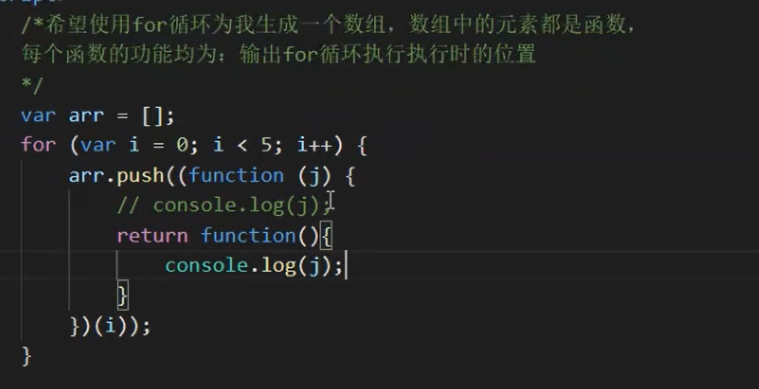 /*希望使用for循环为我生成一个数组，数组中的元素都是函数，
每个函数的功能均为：输出for循环执行执行时的位置
*/
var arr = [];
for (var i = 0; i < 5; i++) {
arr.push((function (j) {
// console.log(j);
return function(){
console.log(j);
}
})(i));
}